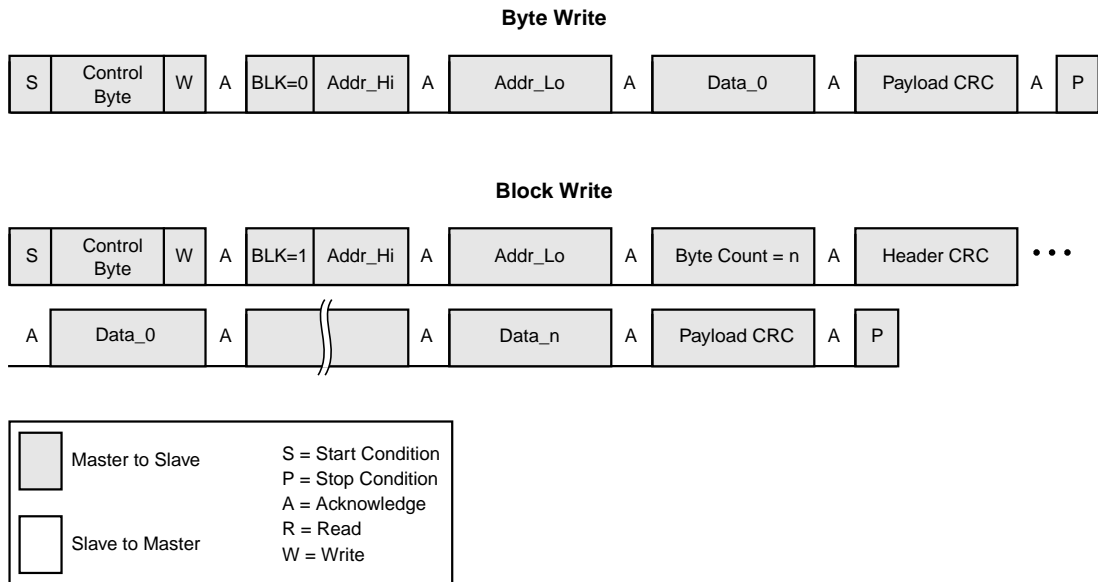 Byte Write
S Control Byte W A BLK=0 Addr_Hi A Addr_Lo A Data_0 A Payload CRC A P
Block Write
S Control Byte W A BLK=1 Addr_Hi A Addr_Lo A Byte Count = n A Header CRC •••
A Data_0 A A Data_n A Payload CRC A P
Master to Slave
Slave to Master
S = Start Condition
P = Stop Condition
A = Acknowledge
R = Read
W = Write